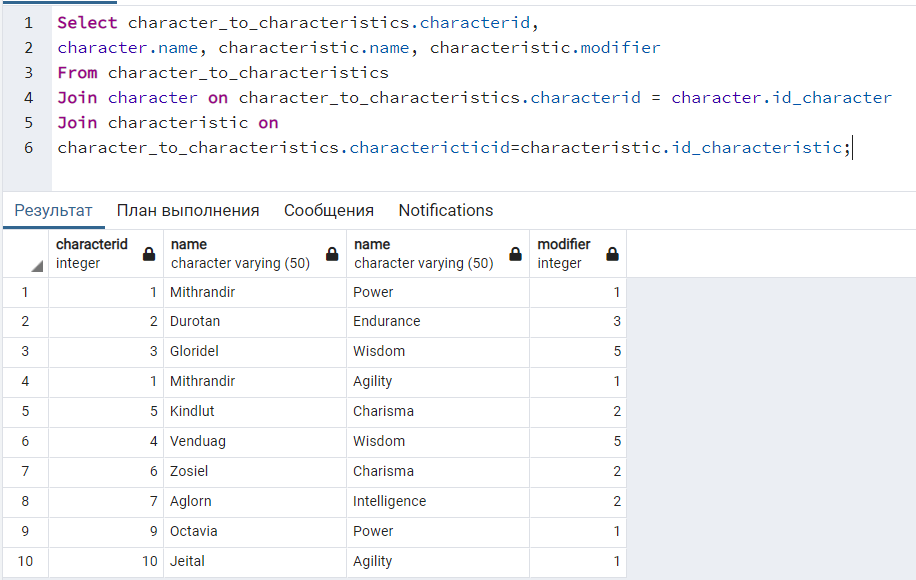 1 Select character_to_characteristics.characterid,
2 character.name, characteristic.name, characteristic.modifier
3 From character_to_characteristics
4 Join character on character_to_characteristics.characterid = character.id_character
5 Join characteristic on
6 character_to_characteristics.charactericticid=characteristic.id_characteristic;
Результат План выполнения Сообщения Notifications
characterid name name modifier
integer character varying (50) character varying (50) integer
1 1 Mithrandir Power 1
2 2 Durotan Endurance 3
3 3 Gloridel Wisdom 5
4 1 Mithrandir Agility 1
5 5 Kindlut Charisma 2
6 4 Venduag Wisdom 5
7 6 Zosiel Charisma 2
8 7 Aglorn Intelligence 2
9 9 Octavia Power 1
10 10 Jeital Agility 1